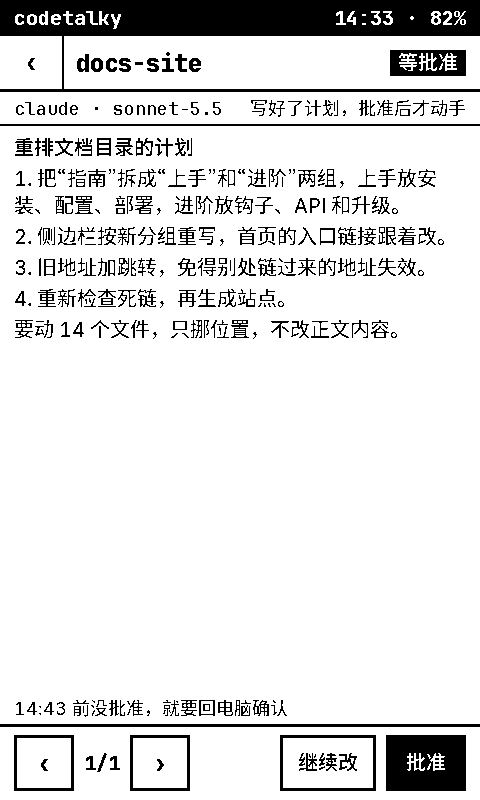 codetalky 14:33 · 82%
‹ docs-site 等批准
claude · sonnet-5.5 写好了计划，批准后才动手
重排文档目录的计划
1. 把“指南”拆成“上手”和“进阶”两组，上手放安
装、配置、部署，进阶放钩子、API 和升级。
2. 侧边栏按新分组重写，首页的入口链接跟着改。
3. 旧地址加跳转，免得别处链过来的地址失效。
4. 重新检查死链，再生成站点。
要动 14 个文件，只挪位置，不改正文内容。
14:43 前没批准，就要回电脑确认
‹ 1/1 › 继续改 批准